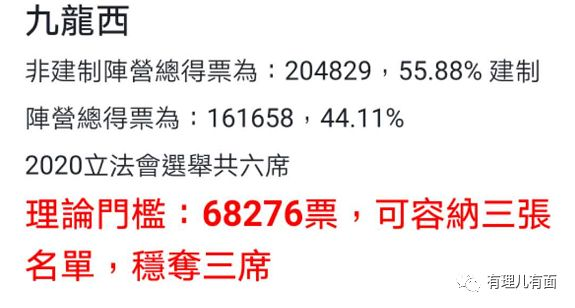 九龍西
非建制陣營總得票為：204829，55.88% 建制
陣營總得票為：161658，44.11%
2020立法會選舉共六席
理論門檻：68276票，可容納三張
名單，穩奪三席
有理儿有面